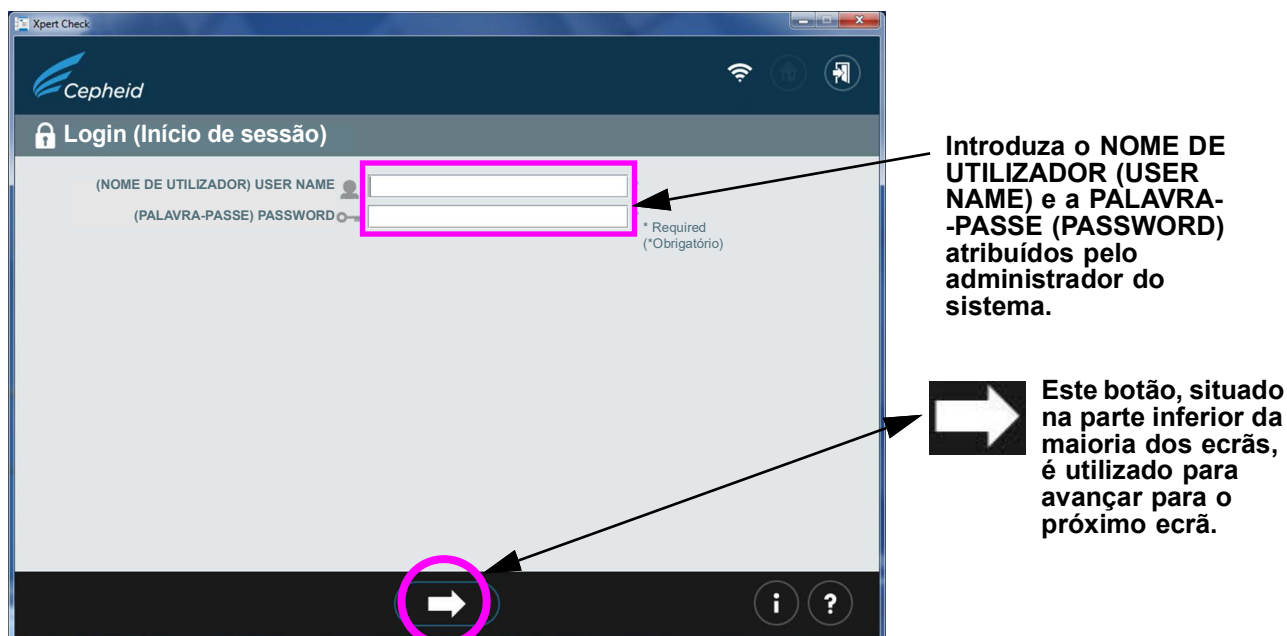 Xpert Check
Cepheid
Login (Início de sessão)
(NOME DE UTILIZADOR) USER NAME
(PALAVRA-PASSE) PASSWORD
* Required
(*Obrigatório)
Introduza o NOME DE
UTILIZADOR (USER
NAME) e a PALAVRA-
-PASSE (PASSWORD)
atribuídos pelo
administrador do
sistema.
Este botão, situado
na parte inferior da
maioria dos ecrãs,
é utilizado para
avançar para o
próximo ecrã.
i ?